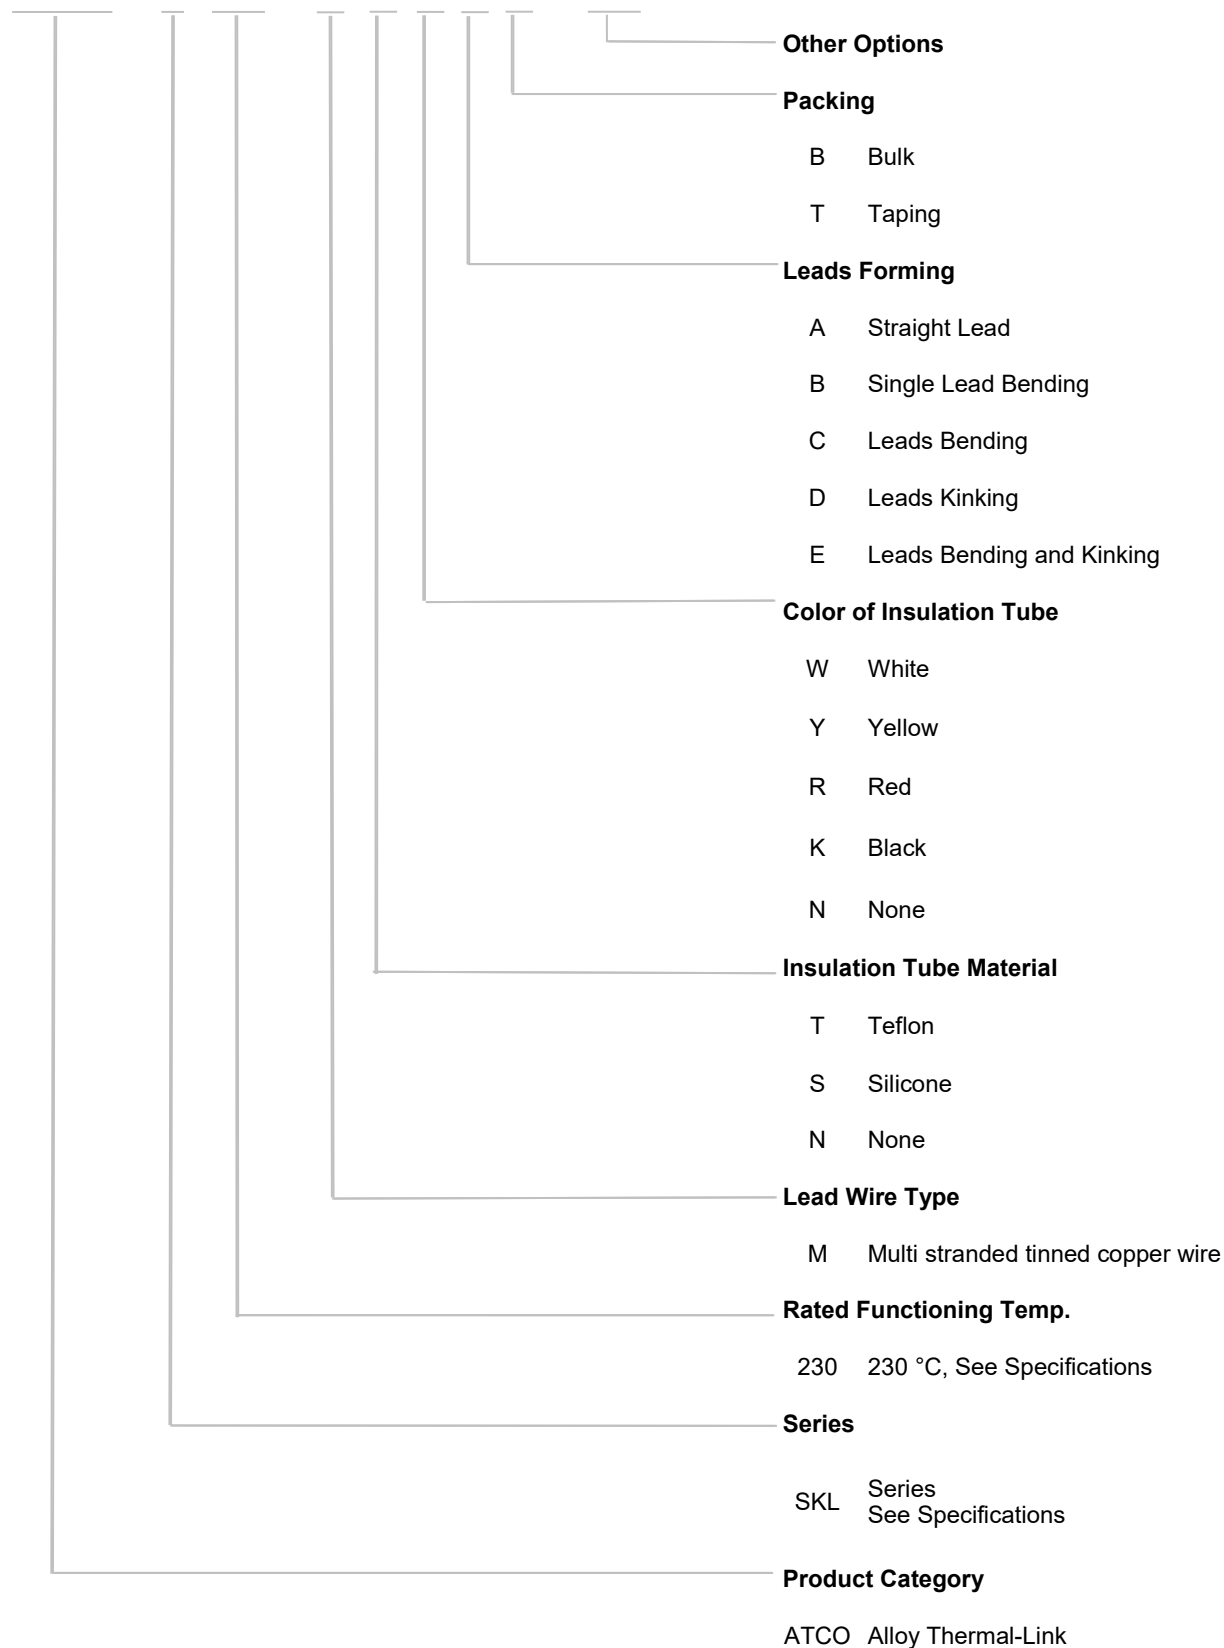 Other Options
Packing
B Bulk
T Taping
Leads Forming
A Straight Lead
B Single Lead Bending
C Leads Bending
D Leads Kinking
E Leads Bending and Kinking
Color of Insulation Tube
W White
Y Yellow
R Red
K Black
N None
Insulation Tube Material
T Teflon
S Silicone
N None
Lead Wire Type
M Multi stranded tinned copper wire
Rated Functioning Temp.
230 230 °C, See Specifications
Series
SKL Series
See Specifications
Product Category
ATCO Alloy Thermal-Link